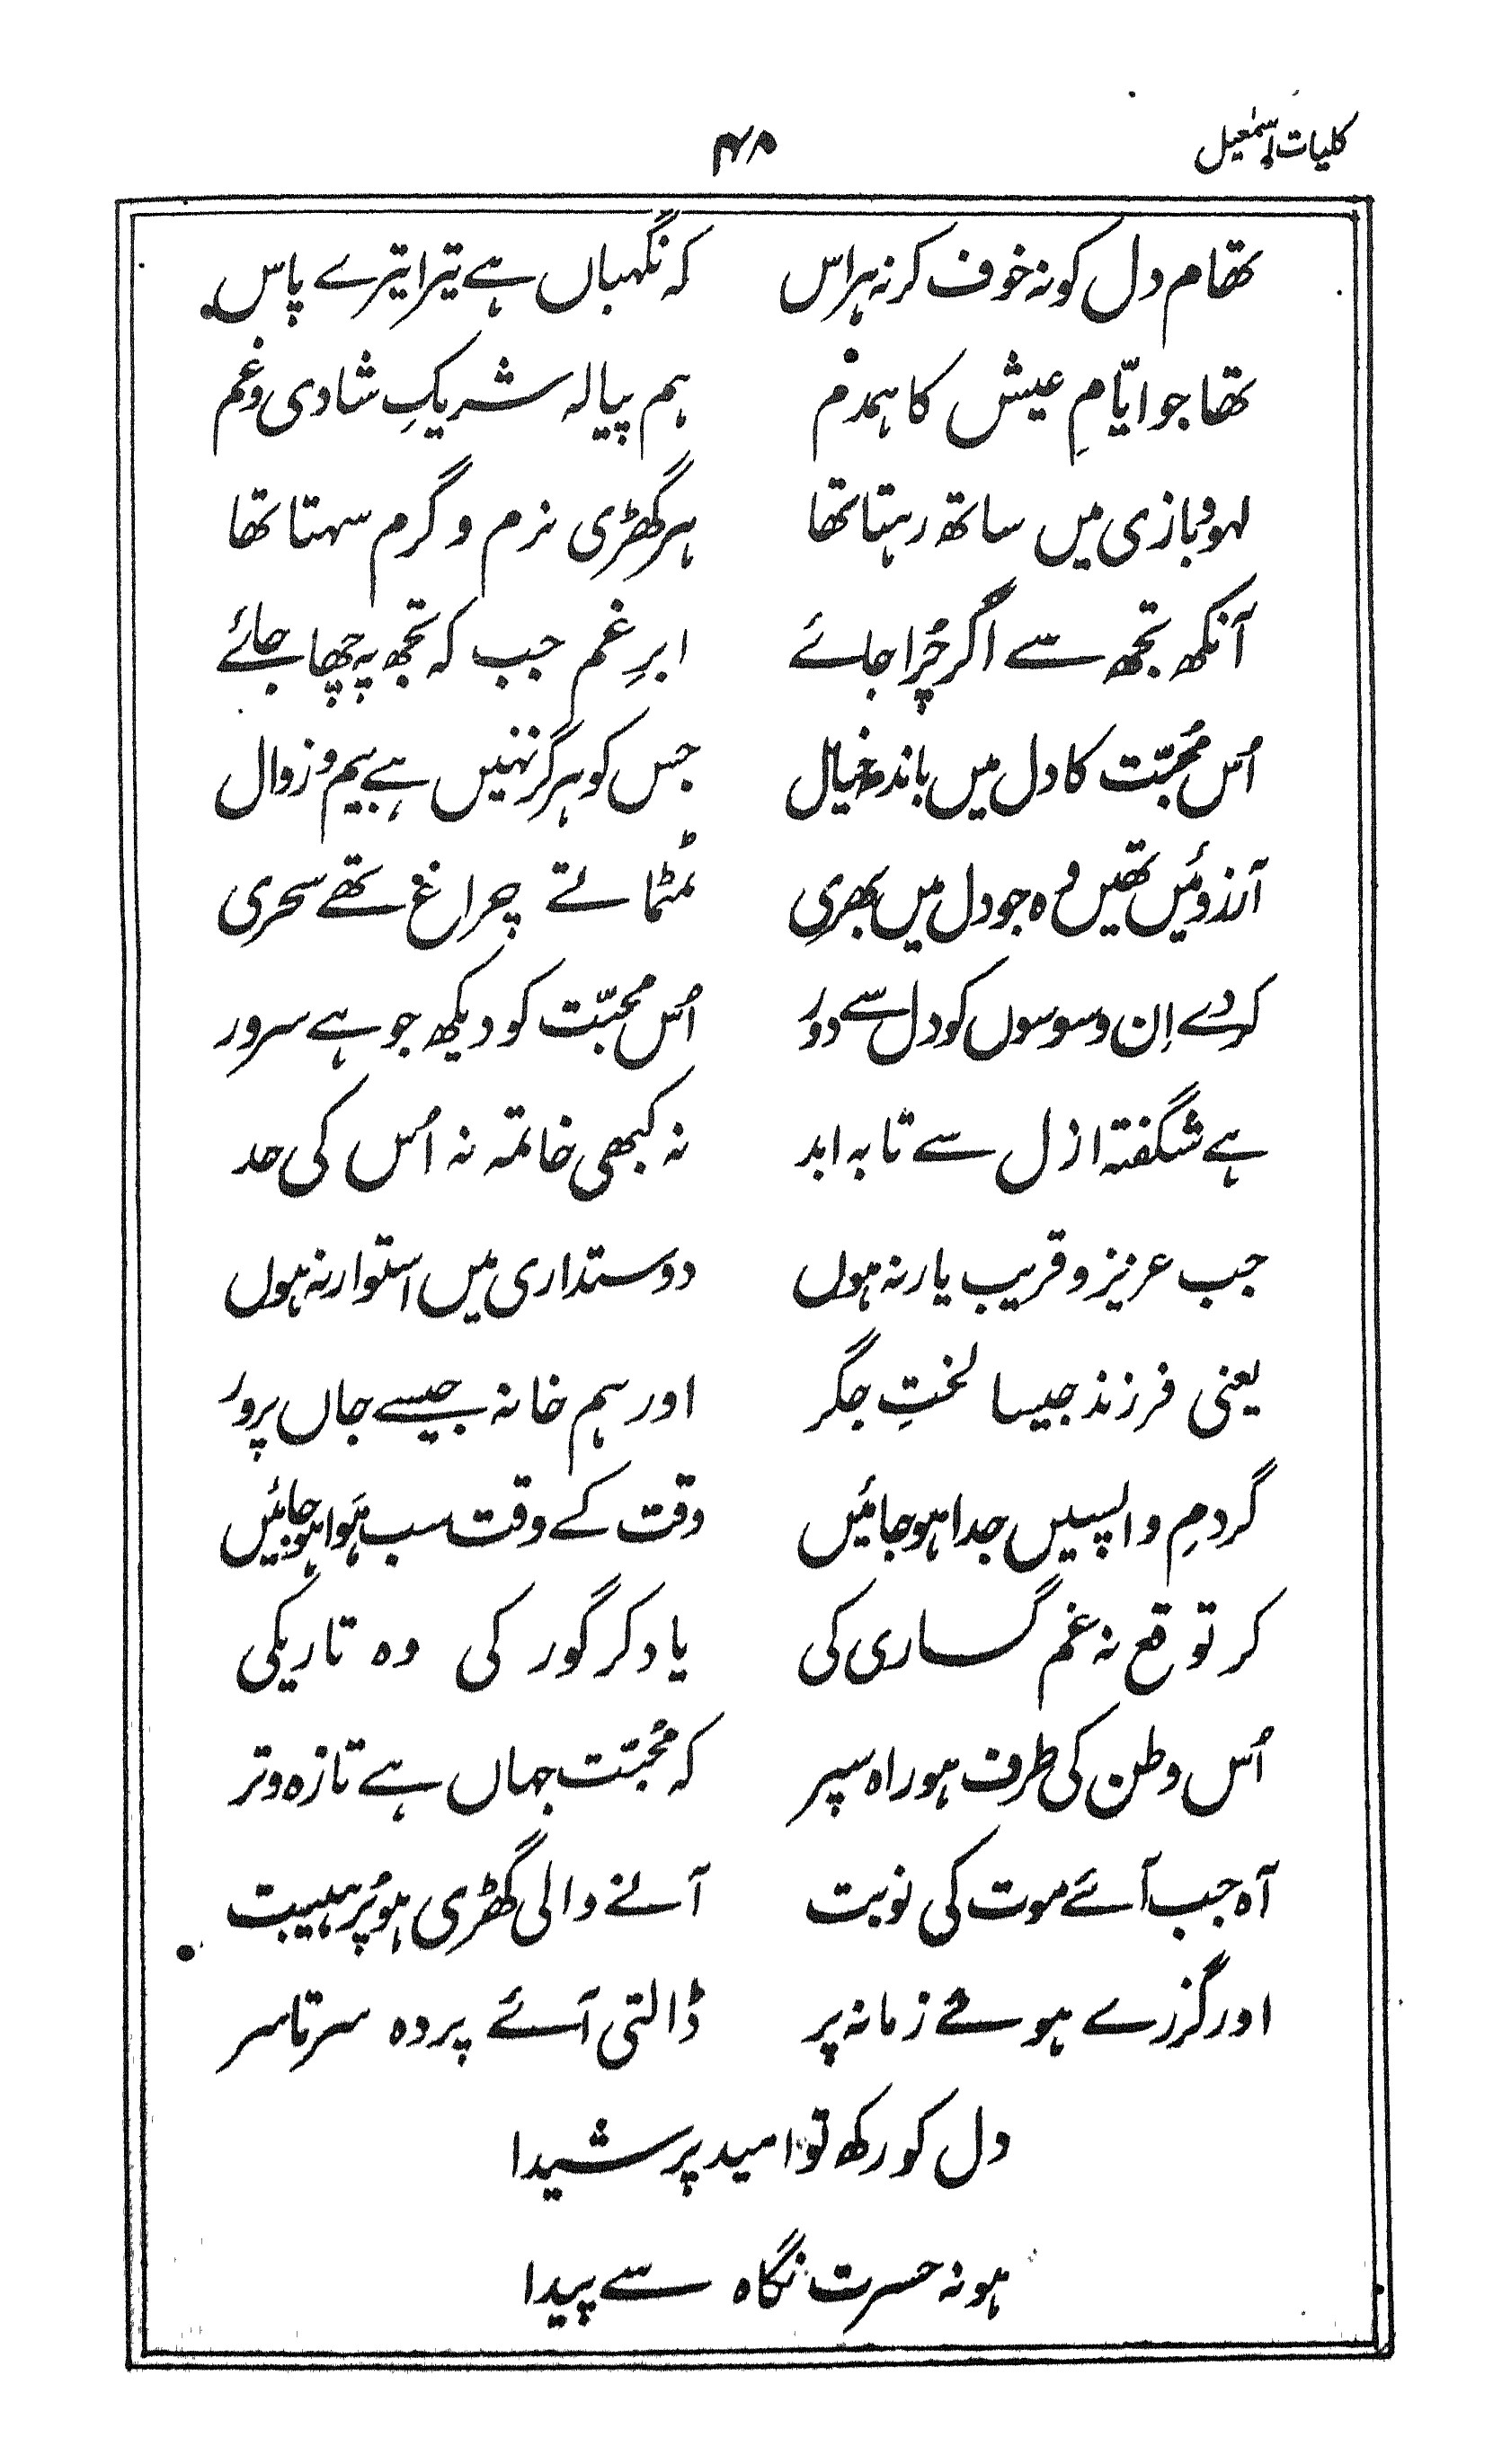 کلیات اسمٰعیل ۴۸
تھام دل کو نہ خوف کر نہ ہراس کہ نگہباں ہے تیرا تیرے پاس
تھا جو ایّامِ عیش کا ہمدم ہم پیالہ شریکِ شادی و غم
لہو و بازی میں ساتھ رہتا تھا ہر گھڑی نرم و گرم سہتا تھا
آنکھ تجھ سے اگر چُرا جائے ابرِ غم جب کہ تجھ پہ چھا جائے
اُس مُحبّت کا دل میں باندھ خیال جس کو ہرگز نہیں ہے بیم و زوال
آرزوئیں تھیں وہ جو دل میں بھری ٹمٹماتے چراغ تھے سحری
کر دے اِن وسوسوں کو دل سے دور اُس محبّت کو دیکھ جو ہے سرور
ہے شگفتہ ازل سے تا بہ ابد نہ کبھی خاتمہ نہ اُس کی حد
جب عزیز و قریب یار نہ ہوں دوستداری میں استوار نہ ہوں
یعنی فرزند جیسا لختِ جگر اور ہم خانہ جیسے جاں پرور
گر دمِ واپسیں جدا ہو جائیں وقت کے وقت سب ہَوا ہو جائیں
کر توقع نہ غم گساری کی یاد کر گور کی وہ تاریکی
اُس وطن کی طرف ہو راہ سپر کہ مُحبّت جہاں ہے تازہ و تر
آہ جب آئے موت کی نوبت آنے والی گھڑی ہو پُر ہیبت
اور گزرے ہوئے زمانہ پر ڈالتی آئے پردہ سرتاسر
دل کو رکھ تو امید پر شیدا
ہو نہ حسرت نگاہ سے پیدا